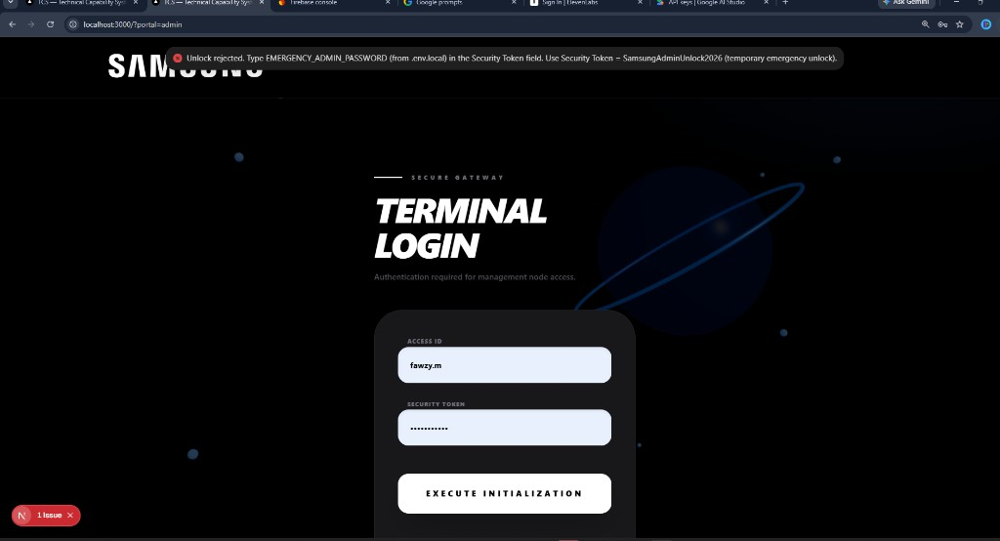 TCS — Technical Capability Sys
TCS — Technical Capability Sys
Firebase console
Google prompts
Sign In | ElevenLabs
API keys | Google AI Studio
Ask Gemini
localhost:3000/?portal=admin
SAMSUNG
Unlock rejected. Type EMERGENCY_ADMIN_PASSWORD (from .env.local) in the Security Token field. Use Security Token = SamsungAdminUnlock2026 (temporary emergency unlock).
SECURE GATEWAY
TERMINAL
LOGIN
Authentication required for management node access.
ACCESS ID
fawzy.m
SECURITY TOKEN
•••••••••••
EXECUTE INITIALIZATION
N 1 Issue